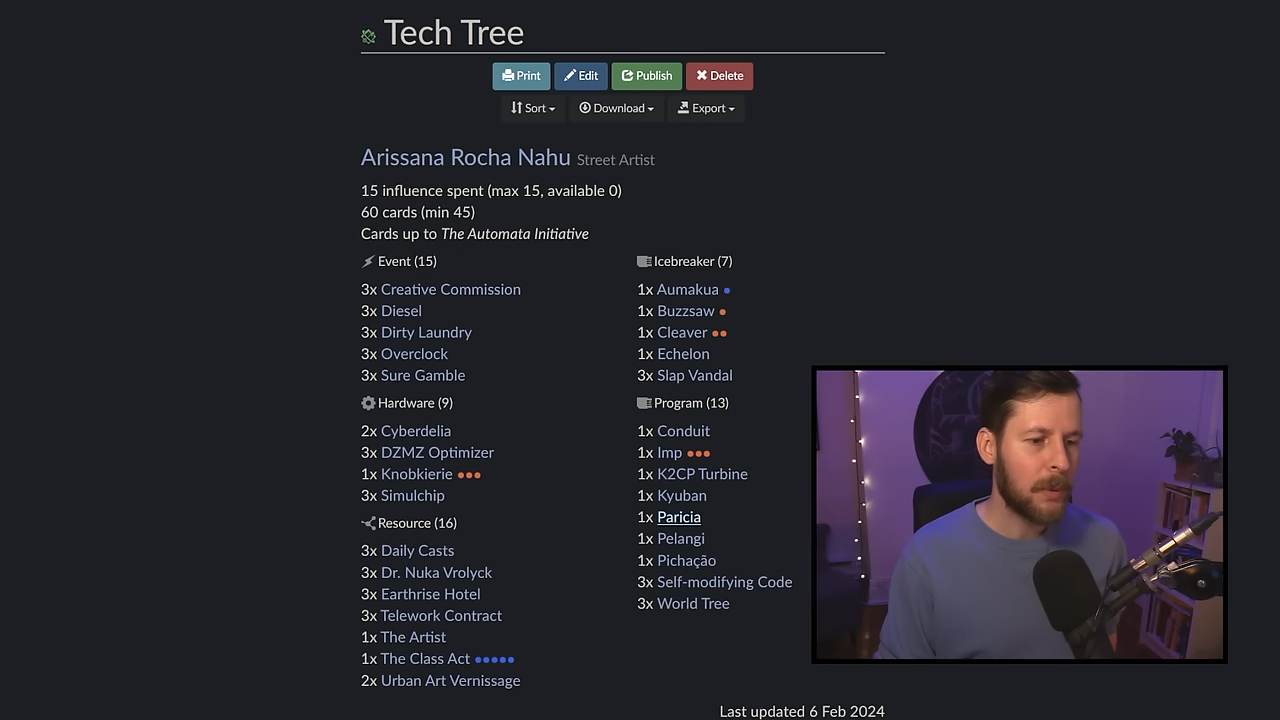 Tech Tree
Print Edit Publish Delete
Sort Download Export
Arissana Rocha Nahu Street Artist
15 influence spent (max 15, available 0)
60 cards (min 45)
Cards up to The Automata Initiative
Event (15)
3x Creative Commission
3x Diesel
3x Dirty Laundry
3x Overclock
3x Sure Gamble
Hardware (9)
2x Cyberdelia
3x DZMZ Optimizer
1x Knobkierie
3x Simulchip
Resource (16)
3x Daily Casts
3x Dr. Nuka Vrolyck
3x Earthrise Hotel
3x Telework Contract
1x The Artist
1x The Class Act
2x Urban Art Vernissage
Icebreaker (7)
1x Aumakua
1x Buzzsaw
1x Cleaver
1x Echelon
3x Slap Vandal
Program (13)
1x Conduit
1x Imp
1x K2CP Turbine
1x Kyuban
1x Paricia
1x Pelangi
1x Pichação
3x Self-modifying Code
3x World Tree
Last updated 6 Feb 2024